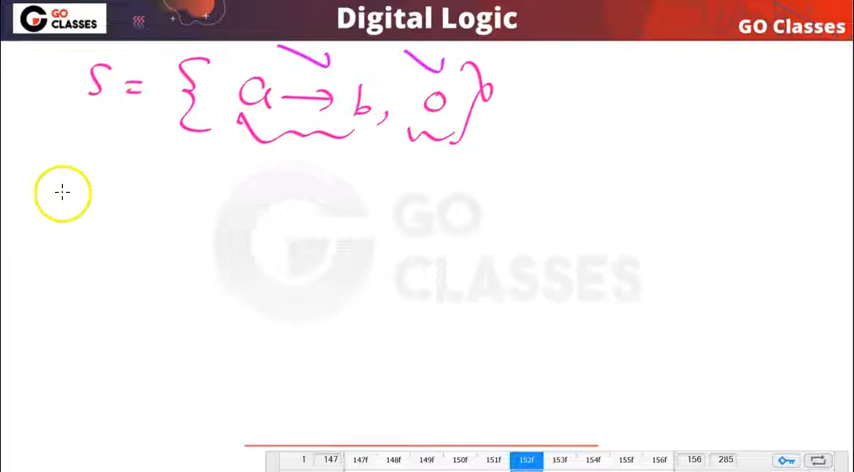 GO
CLASSES
Digital Logic
GO Classes
S = { a → b, 0 }
GO
CLASSES
1 147 147f 148f 149f 150f 151f 152f 153f 154f 155f 156f 156 285